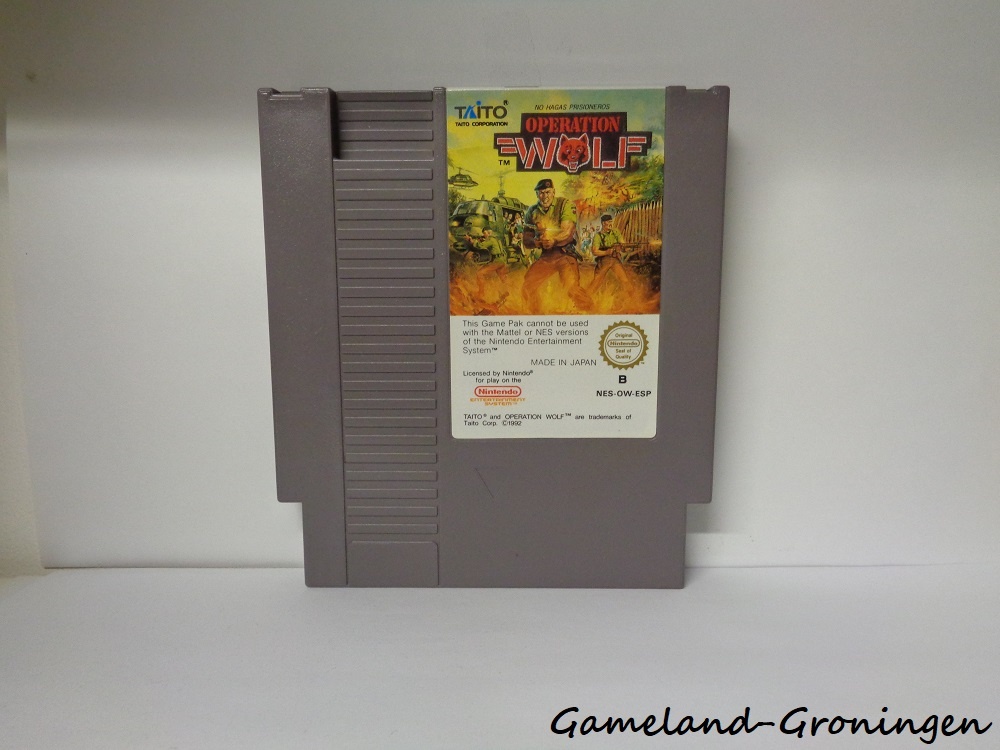 TAITO®
TAITO CORPORATION
NO HAGAS PRISIONEROS
OPERATION
WOLF
TM
This Game Pak cannot be used
with the Mattel or NES versions
of the Nintendo Entertainment
System™
MADE IN JAPAN
Original
Nintendo
Seal of
Quality
Licensed by Nintendo®
for play on the
Nintendo
ENTERTAINMENT
SYSTEM™
B
NES-OW-ESP
TAITO® and OPERATION WOLF™ are trademarks of
Taito Corp. ©1992
Gameland-Groningen